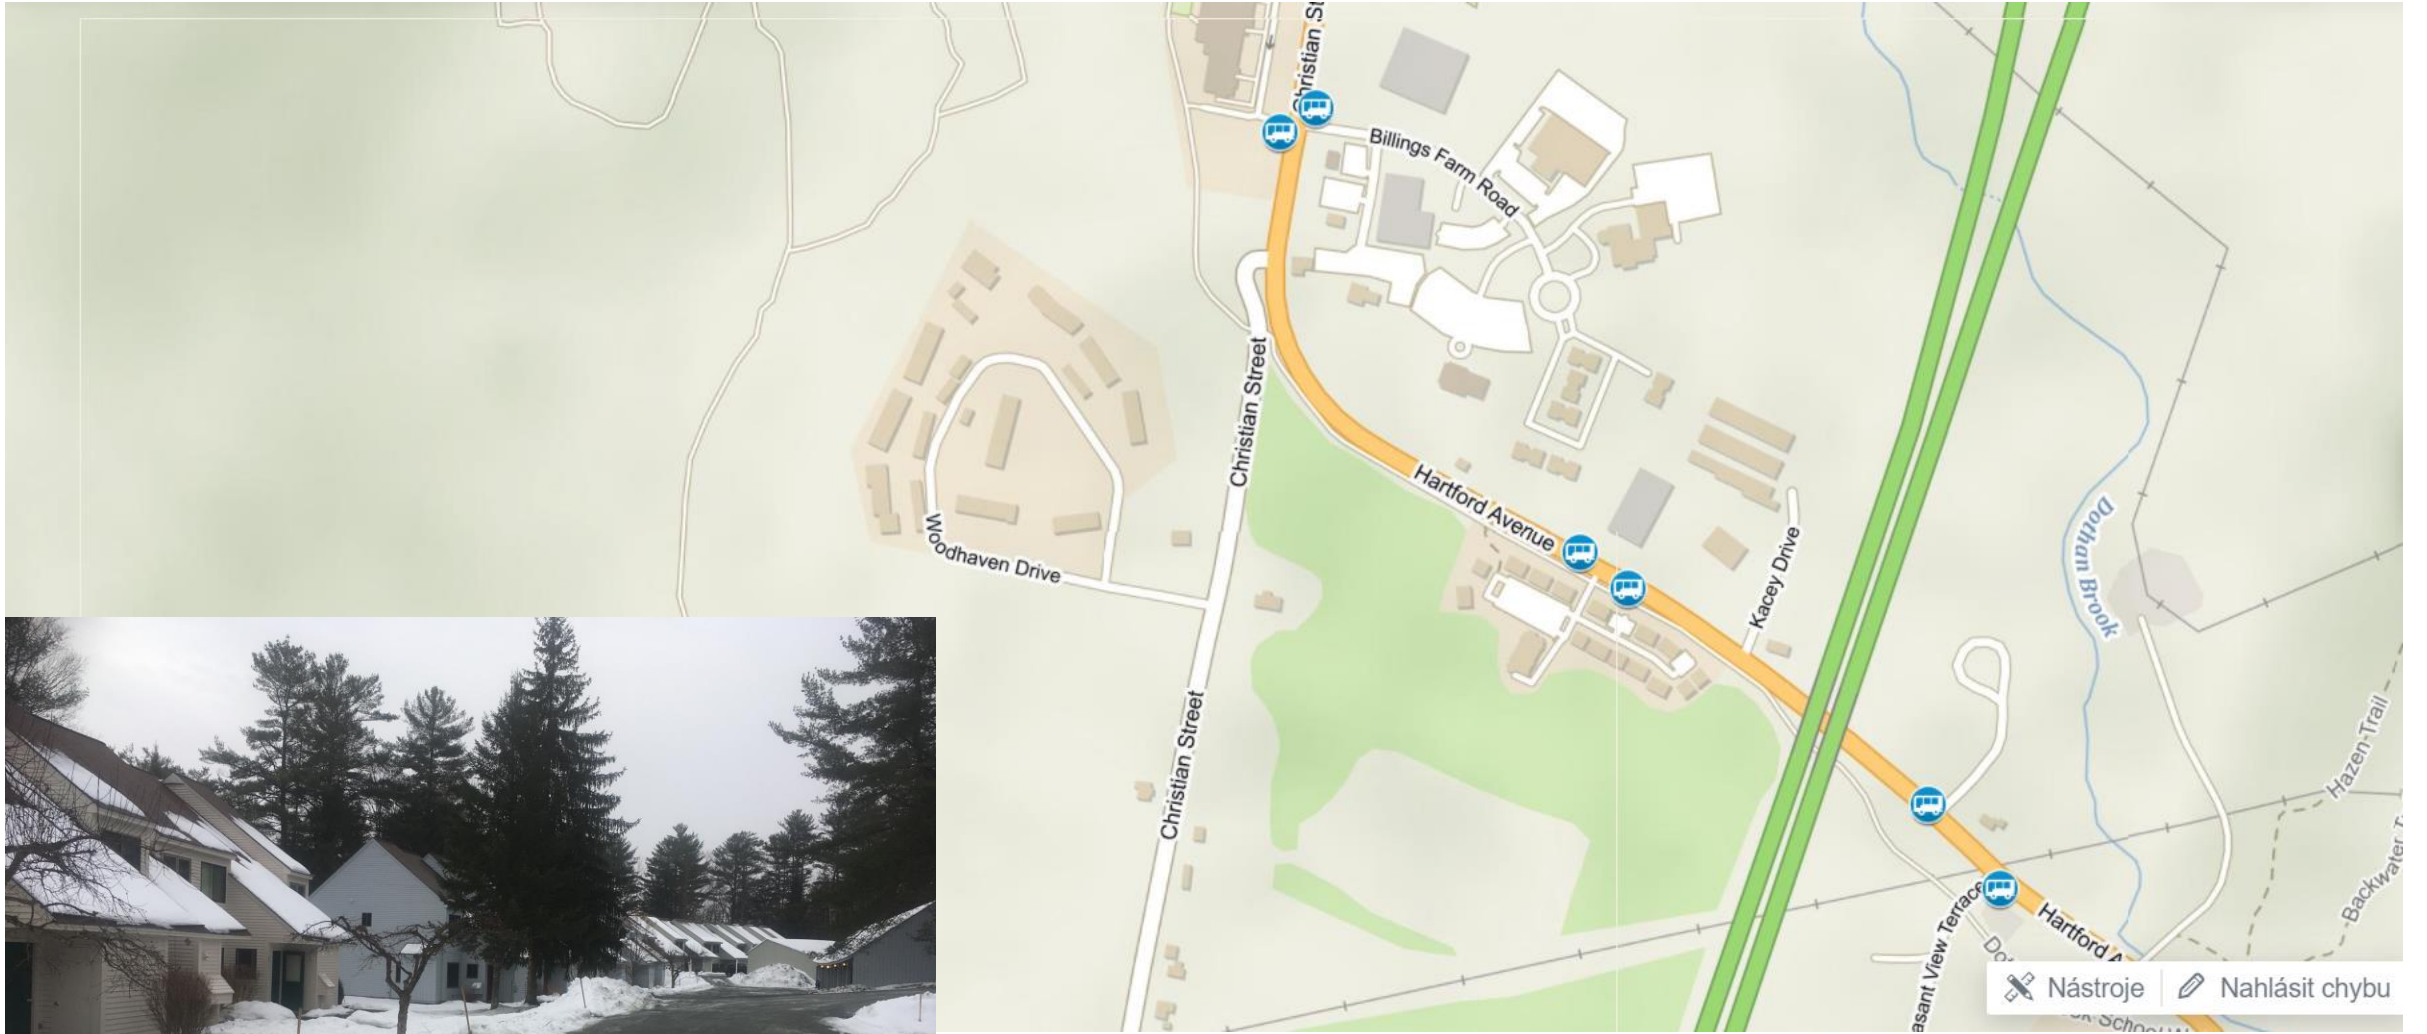 Christian St
Billings Farm Road
Christian Street
Hartford Avenue
Woodhaven Drive
Kacey Drive
Dothan Brook
Christian Street
Hazen-Trail
Backwater T
Hartford A
asant View Terrace
Nástroje
Nahlásit chybu